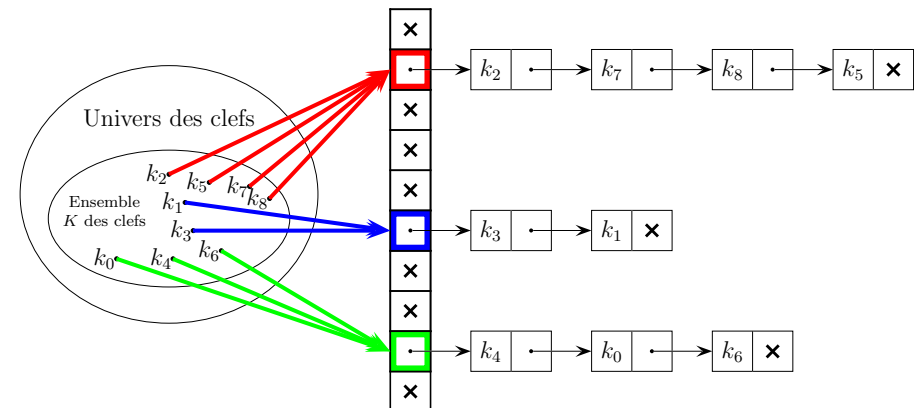 Univers des clefs
Ensemble
K des clefs
k₂
k₅
k₇
k₈
k₁
k₃
k₆
k₀
k₄
×
k₂ k₇ k₈ k₅ ×
×
×
×
k₃ k₁ ×
×
×
k₄ k₀ k₆ ×
×